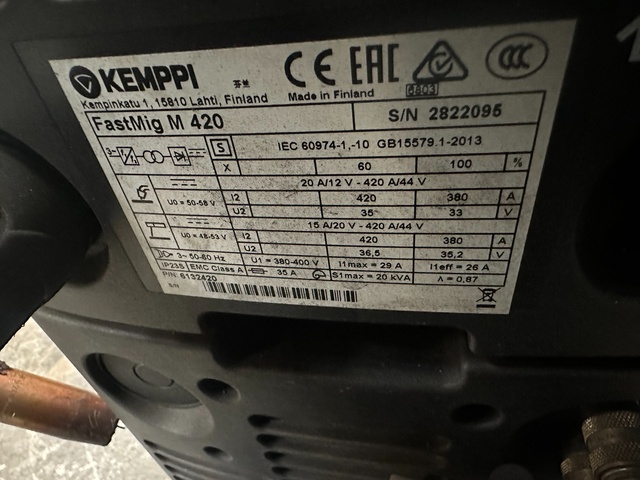 KEMPPI
CE EAC
Kempinkatu 1, 15810 Lahti, Finland
Made in Finland
FastMig M 420
S/N 2822095
3~
S
IEC 60974-1,-10 GB15579.1-2013
X 60 100 %
20 A/12 V - 420 A/44 V
U0 = 50-58 V
I2 420 380 A
U2 35 33 V
15 A/20 V - 420 A/44 V
U0 = 48-53 V
I2 420 380 A
U2 36,5 35,2 V
3~ 50-60 Hz U1 = 380-400 V I1max = 29 A I1eff = 26 A
IP23S EMC Class A 35 A S1max = 20 kVA λ = 0,87
P/N: 6132420
S/N: